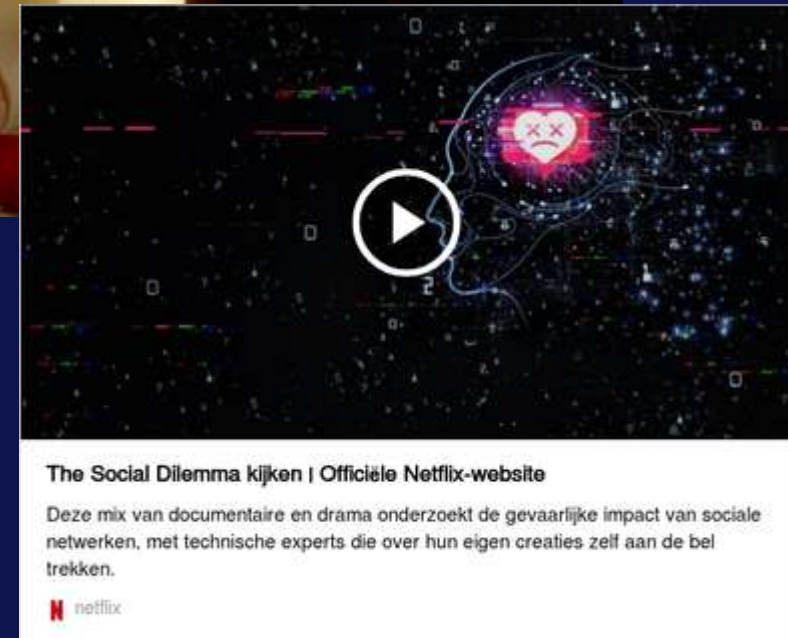 The Social Dilemma kijken | Officiële Netflix-website
Deze mix van documentaire en drama onderzoekt de gevaarlijke impact van sociale
netwerken, met technische experts die over hun eigen creaties zelf aan de bel
trekken.
N netflix